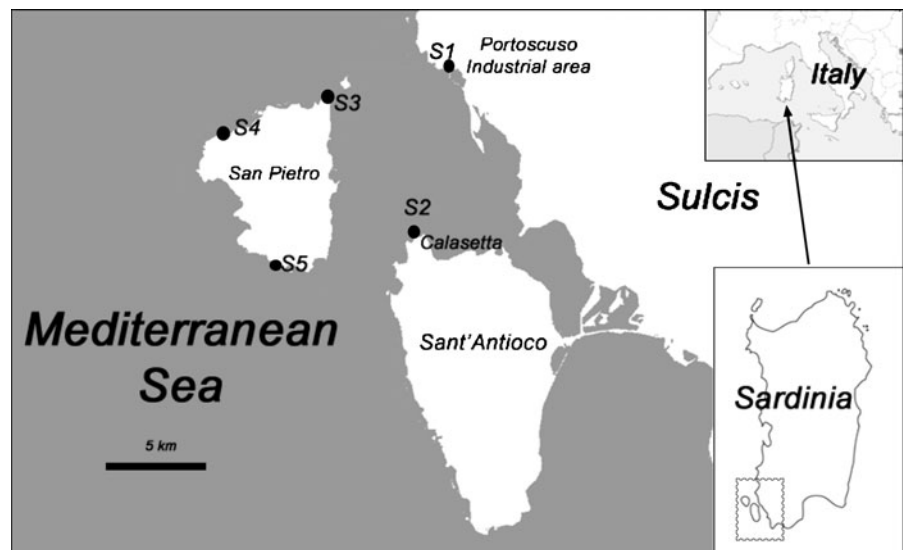 S1
Portoscuso
Industrial area
Italy
S3
S4
San Pietro
Sulcis
S2
Calasetta
S5
Mediterranean
Sea
Sant'Antioco
5 km
Sardinia